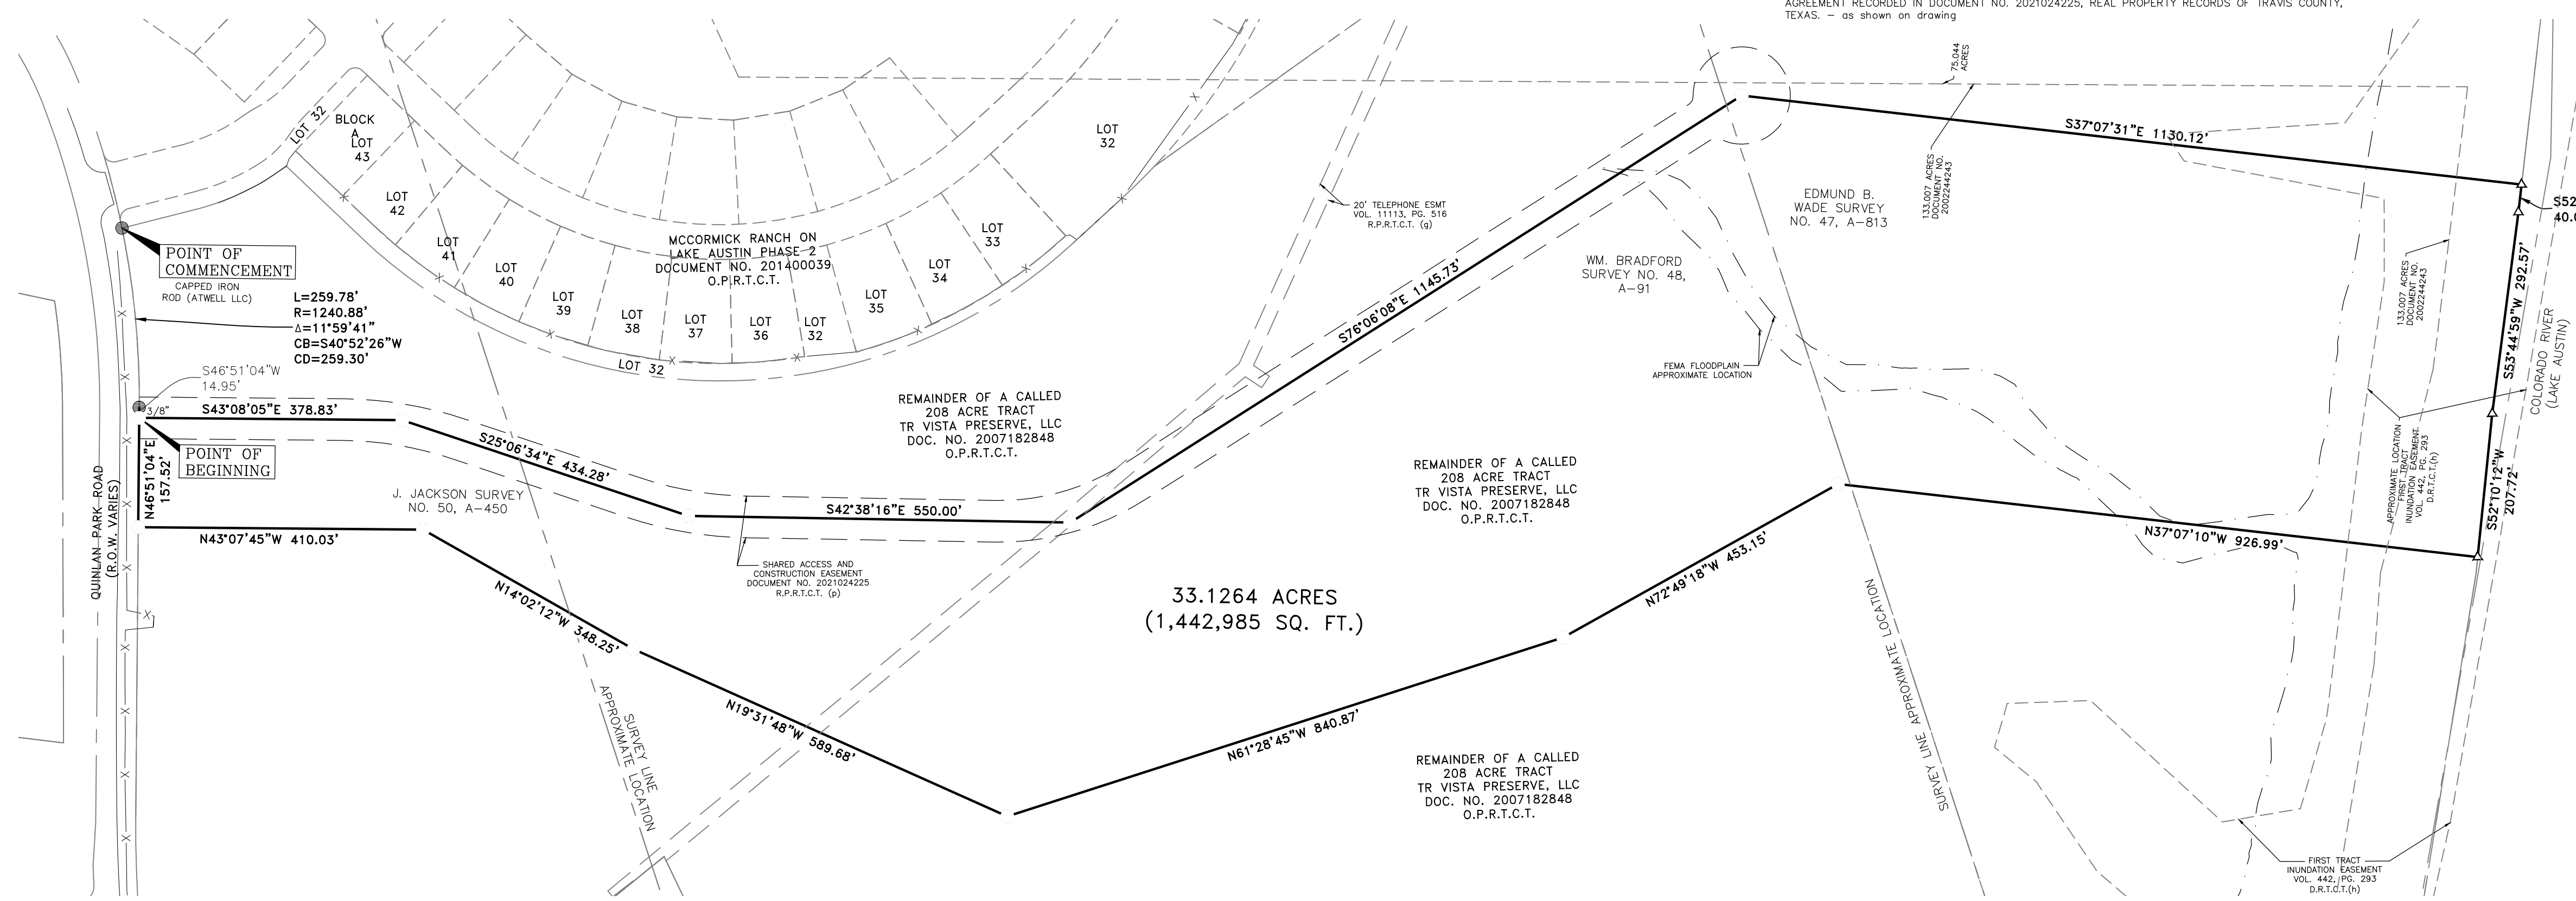 AGREEMENT RECORDED IN DOCUMENT NO. 2021024225, REAL PROPERTY RECORDS OF TRAVIS COUNTY,
TEXAS. – as shown on drawing
75.044
ACRES
LOT 32
BLOCK
A
LOT
43
LOT
42
LOT
41
LOT
40
LOT
39
LOT
38
LOT
37
LOT
36
LOT
32
LOT
35
LOT
34
LOT
33
LOT
32
LOT 32
MCCORMICK RANCH ON
LAKE AUSTIN PHASE 2
DOCUMENT NO. 201400039
O.P.R.T.C.T.
POINT OF
COMMENCEMENT
CAPPED IRON
ROD (ATWELL LLC)
L=259.78'
R=1240.88'
Δ=11°59'41"
CB=S40°52'26"W
CD=259.30'
S46°51'04"W
14.95'
3/8"
POINT OF
BEGINNING
N46°51'04"E
157.52'
QUINLAN PARK ROAD
(R.O.W. VARIES)
S43°08'05"E 378.83'
S25°06'34"E 434.28'
S42°38'16"E 550.00'
S76°06'08"E 1145.73'
S37°07'31"E 1130.12'
S52
40.
S53°44'59"W 292.57'
S52°10'12"W
207.72'
N37°07'10"W 926.99'
N72°49'18"W 453.15'
N61°28'45"W 840.87'
N19°31'48"W 589.68'
N14°02'12"W 348.25'
N43°07'45"W 410.03'
J. JACKSON SURVEY
NO. 50, A-450
SURVEY LINE
APPROXIMATE LOCATION
SHARED ACCESS AND
CONSTRUCTION EASEMENT
DOCUMENT NO. 2021024225
R.P.R.T.C.T. (p)
REMAINDER OF A CALLED
208 ACRE TRACT
TR VISTA PRESERVE, LLC
DOC. NO. 2007182848
O.P.R.T.C.T.
20' TELEPHONE ESMT
VOL. 11113, PG. 516
R.P.R.T.C.T. (g)
WM. BRADFORD
SURVEY NO. 48,
A-91
EDMUND B.
WADE SURVEY
NO. 47, A-813
133.007 ACRES
DOCUMENT NO.
2002244243
FEMA FLOODPLAIN
APPROXIMATE LOCATION
REMAINDER OF A CALLED
208 ACRE TRACT
TR VISTA PRESERVE, LLC
DOC. NO. 2007182848
O.P.R.T.C.T.
33.1264 ACRES
(1,442,985 SQ. FT.)
REMAINDER OF A CALLED
208 ACRE TRACT
TR VISTA PRESERVE, LLC
DOC. NO. 2007182848
O.P.R.T.C.T.
SURVEY LINE APPROXIMATE LOCATION
133.007 ACRES
DOCUMENT NO.
2002244243
APPROXIMATE LOCATION
FIRST TRACT
INUNDATION EASEMENT
VOL. 442, PG. 293
D.R.T.C.T.(h)
COLORADO RIVER
(LAKE AUSTIN)
FIRST TRACT
INUNDATION EASEMENT
VOL. 442, PG. 293
D.R.T.C.T.(h)